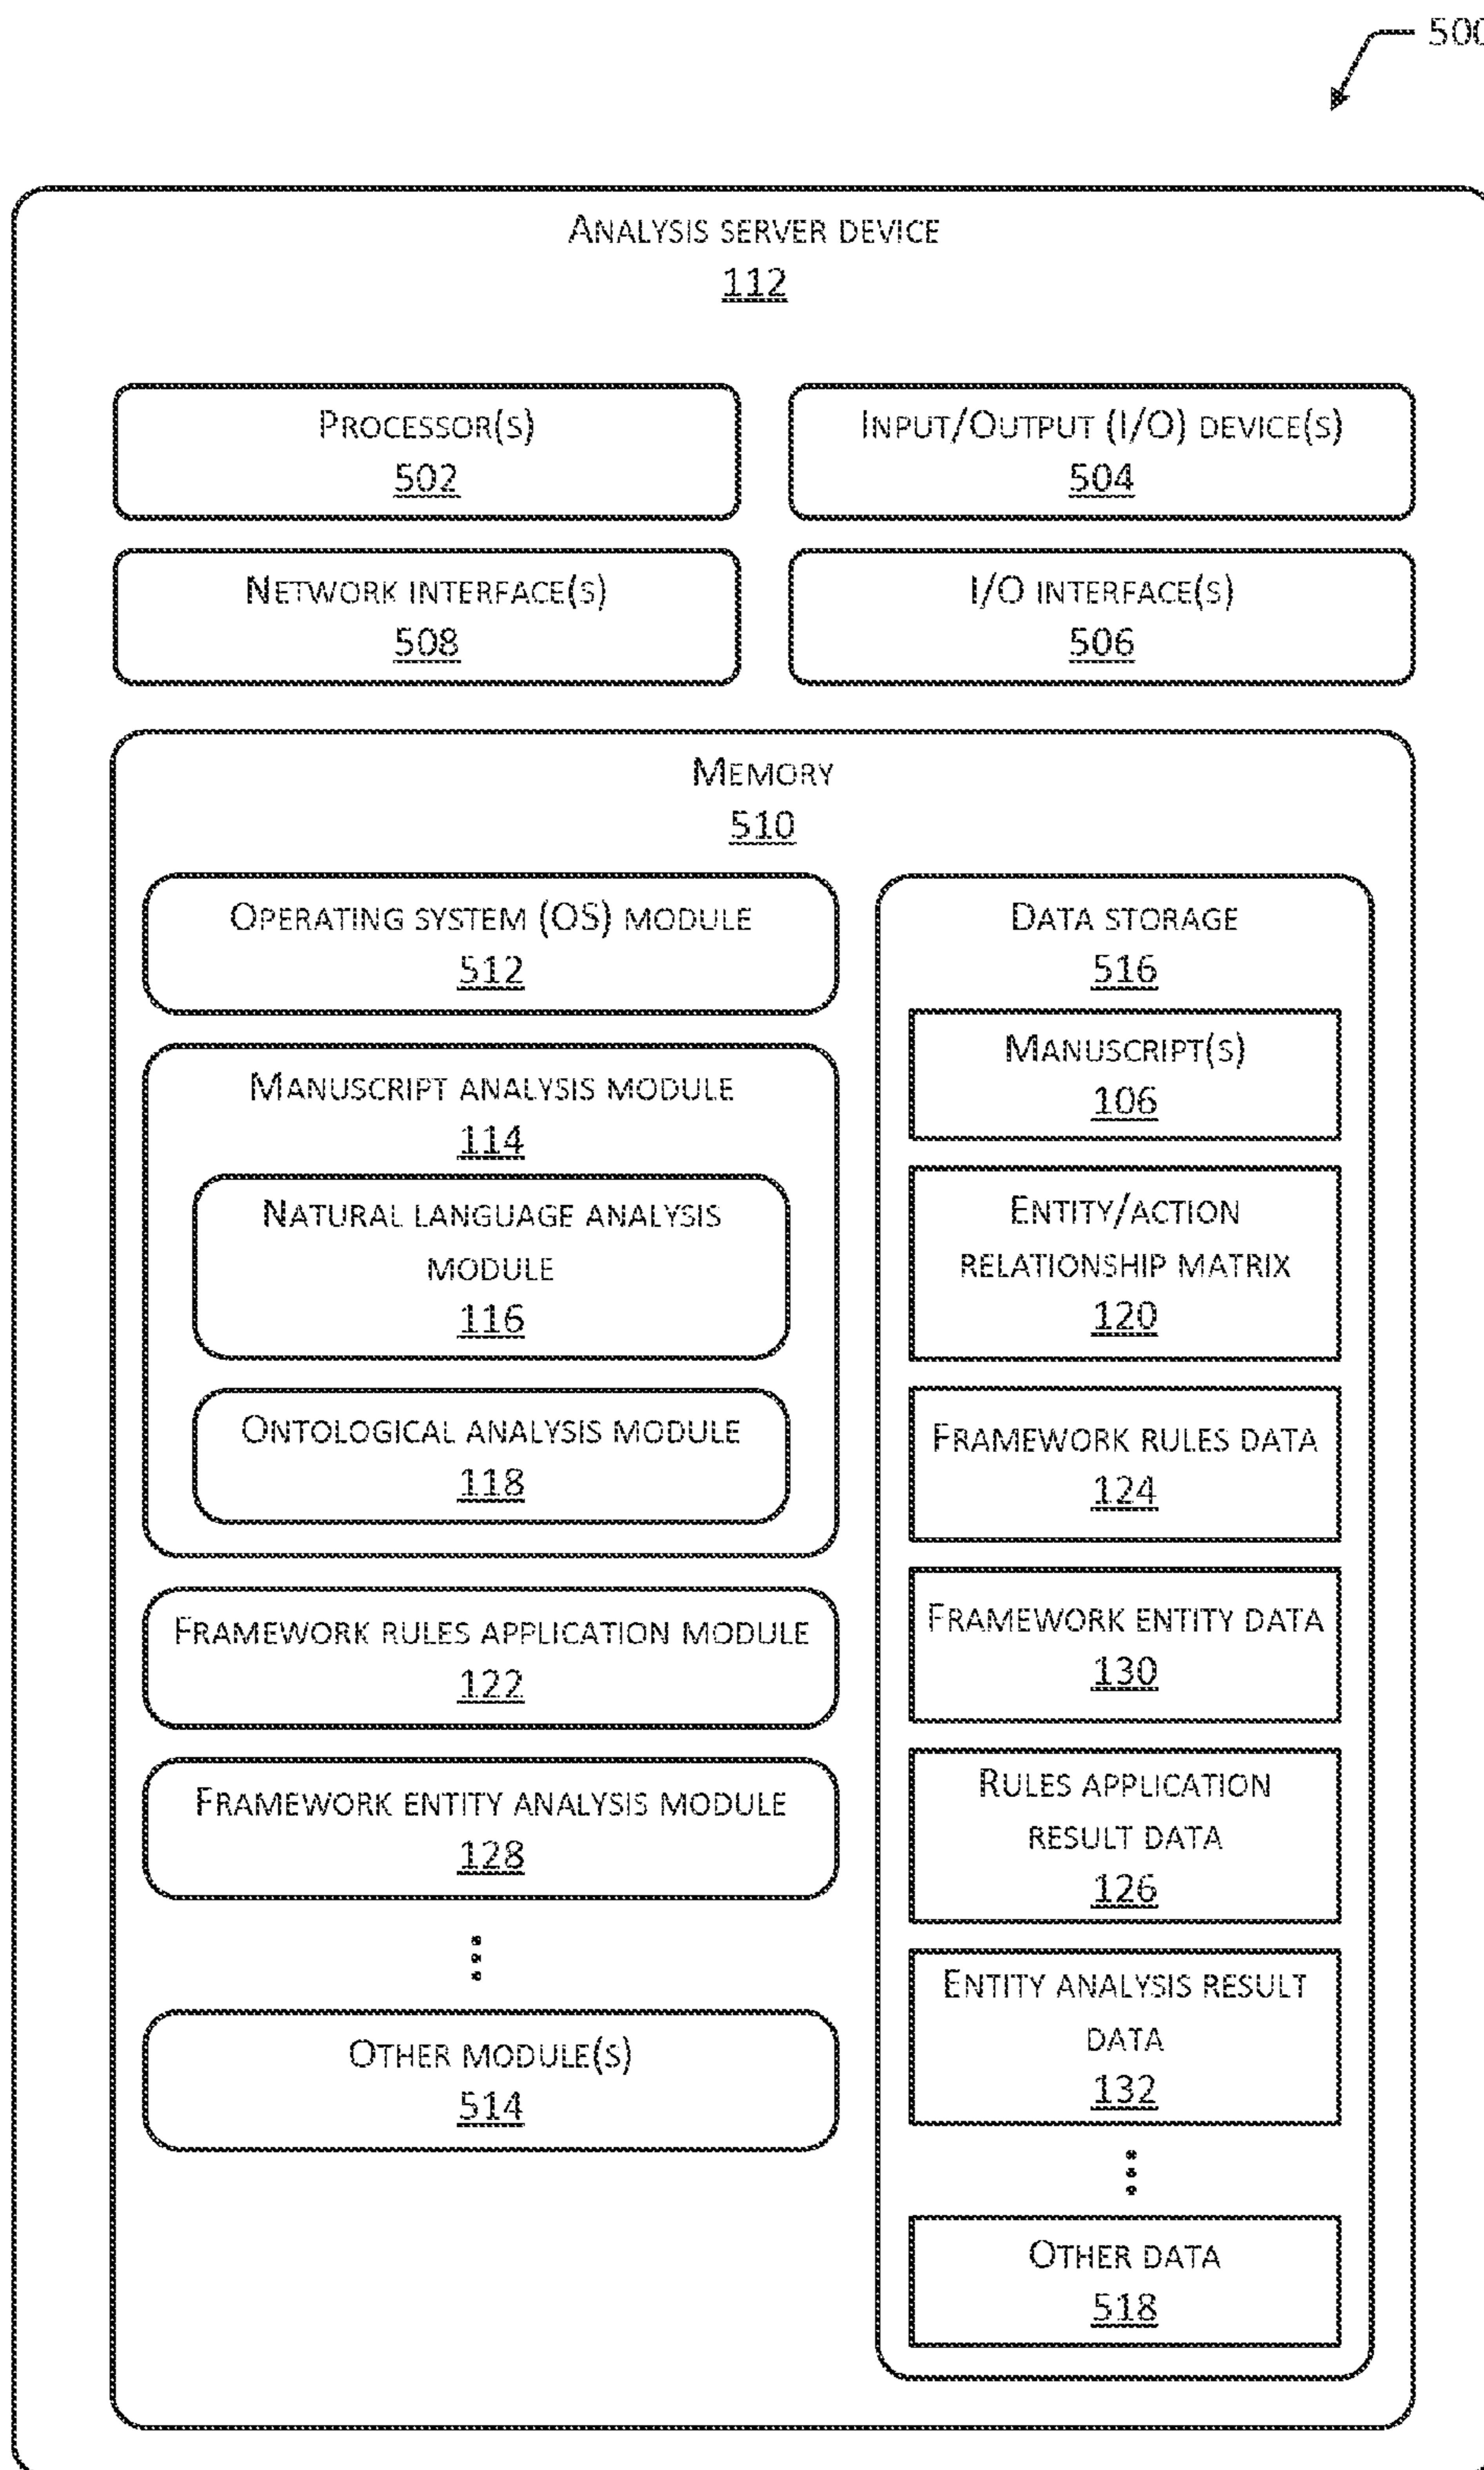 500
ANALYSIS SERVER DEVICE
112
PROCESSOR(S)
502
INPUT/OUTPUT (I/O) DEVICE(S)
504
NETWORK INTERFACE(S)
508
I/O INTERFACE(S)
506
MEMORY
510
OPERATING SYSTEM (OS) MODULE
512
MANUSCRIPT ANALYSIS MODULE
114
NATURAL LANGUAGE ANALYSIS
MODULE
116
ONTOLOGICAL ANALYSIS MODULE
118
FRAMEWORK RULES APPLICATION MODULE
122
FRAMEWORK ENTITY ANALYSIS MODULE
128
OTHER MODULE(S)
514
DATA STORAGE
516
MANUSCRIPT(S)
106
ENTITY/ACTION
RELATIONSHIP MATRIX
120
FRAMEWORK RULES DATA
124
FRAMEWORK ENTITY DATA
130
RULES APPLICATION
RESULT DATA
126
ENTITY ANALYSIS RESULT
DATA
132
OTHER DATA
518